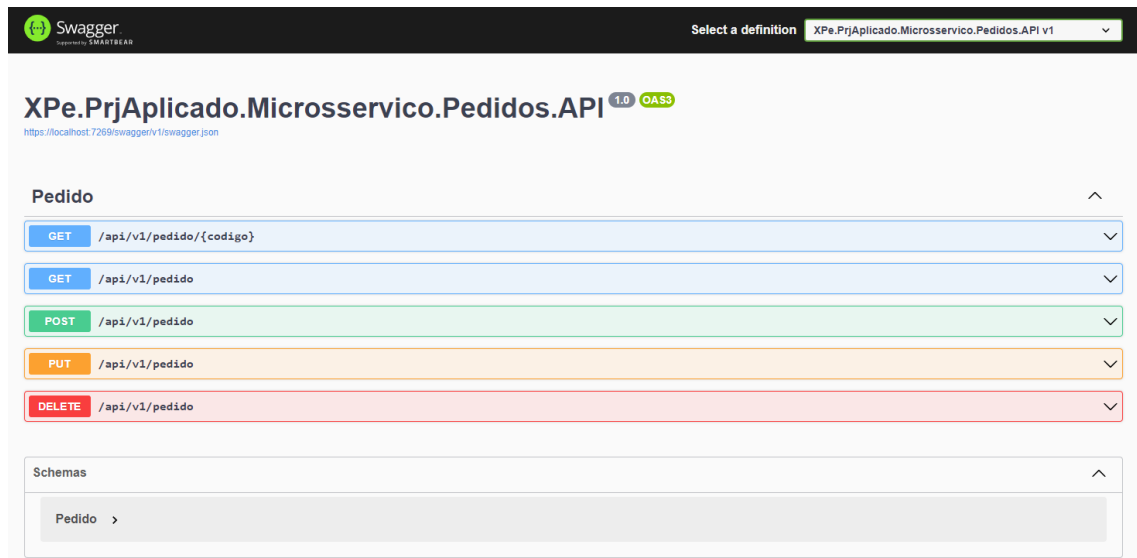 Swagger
Supported by SMARTBEAR
Select a definition
XPe.PrjAplicado.Microsservico.Pedidos.API v1
XPe.PrjAplicado.Microsservico.Pedidos.API 1.0 OAS3
https://localhost:7269/swagger/v1/swagger.json
Pedido
GET /api/v1/pedido/{codigo}
GET /api/v1/pedido
POST /api/v1/pedido
PUT /api/v1/pedido
DELETE /api/v1/pedido
Schemas
Pedido